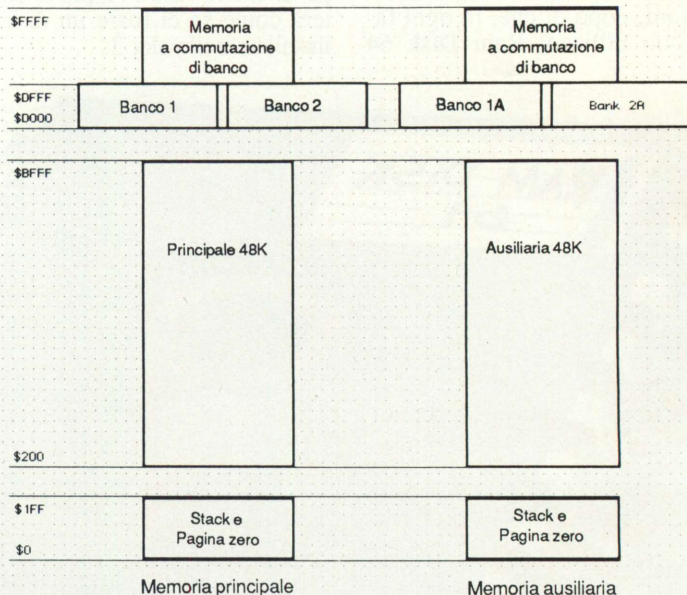 $FFFF
Memoria
a commutazione
di banco
Memoria
a commutazione
di banco
$DFFF
$D000
Banco 1
Banco 2
Banco 1A
Bank 2A
$BFFF
Principale 48K
Ausiliaria 48K
$200
$1FF
$0
Stack e
Pagina zero
Stack e
Pagina zero
Memoria principale
Memoria ausiliaria